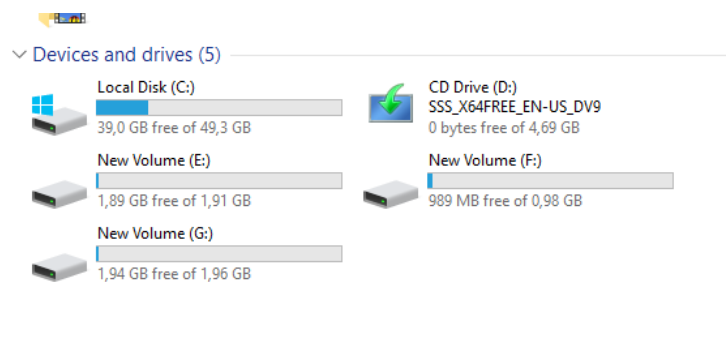 Devices and drives (5)
Local Disk (C:)
39,0 GB free of 49,3 GB
CD Drive (D:)
SSS_X64FREE_EN-US_DV9
0 bytes free of 4,69 GB
New Volume (E:)
1,89 GB free of 1,91 GB
New Volume (F:)
989 MB free of 0,98 GB
New Volume (G:)
1,94 GB free of 1,96 GB